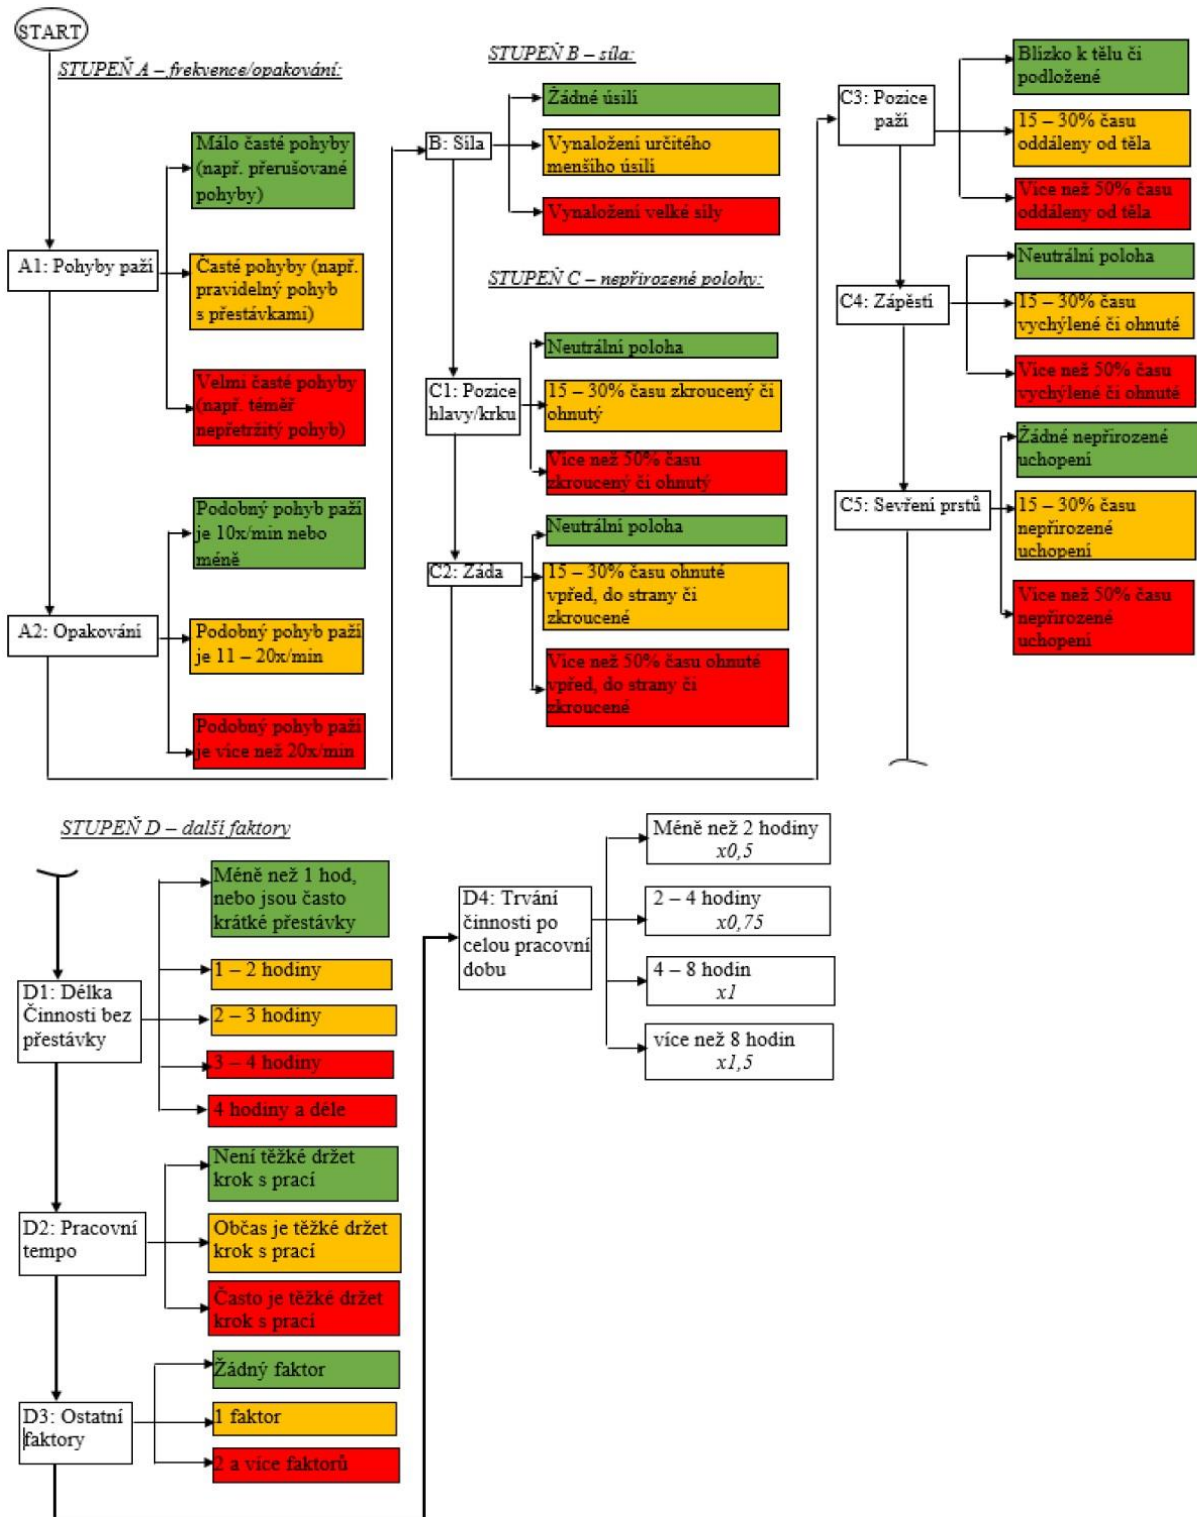 START
STUPEŇ A – frekvence/opakování:
A1: Pohyby paží
Málo časté pohyby
(např. přerušované
pohyby)
Časté pohyby (např.
pravidelný pohyb
s přestávkami)
Velmi časté pohyby
(např. téměř
nepřetržitý pohyb)
A2: Opakování
Podobný pohyb paží
je 10x/min nebo
méně
Podobný pohyb paží
je 11 – 20x/min
Podobný pohyb paží
je více než 20x/min
STUPEŇ B – síla:
B: Síla
Žádné úsilí
Vynaložení určitého
menšího úsilí
Vynaložení velké síly
STUPEŇ C – nepřirozené polohy:
C1: Pozice
hlavy/krku
Neutrální poloha
15 – 30% času zkroucený či
ohnutý
Více než 50% času
zkroucený či ohnutý
C2: Záda
Neutrální poloha
15 – 30% času ohnuté
vpřed, do strany či
zkroucené
Více než 50% času ohnuté
vpřed, do strany či
zkroucené
C3: Pozice
paží
Blízko k tělu či
podložené
15 – 30% času
oddáleny od těla
Více než 50% času
oddáleny od těla
C4: Zápěstí
Neutrální poloha
15 – 30% času
vychýlené či ohnuté
Více než 50% času
vychýlené či ohnuté
C5: Sevření prstů
Žádné nepřirozené
uchopení
15 – 30% času
nepřirozené
uchopení
Více než 50% času
nepřirozené
uchopení
STUPEŇ D – další faktory
D1: Délka
Činnosti bez
přestávky
Méně než 1 hod,
nebo jsou často
krátké přestávky
1 – 2 hodiny
2 – 3 hodiny
3 – 4 hodiny
4 hodiny a déle
D2: Pracovní
tempo
Není těžké držet
krok s prací
Občas je těžké držet
krok s prací
Často je těžké držet
krok s prací
D3: Ostatní
faktory
Žádný faktor
1 faktor
2 a více faktorů
D4: Trvání
činnosti po
celou pracovní
dobu
Méně než 2 hodiny
x0,5
2 – 4 hodiny
x0,75
4 – 8 hodin
x1
více než 8 hodin
x1,5